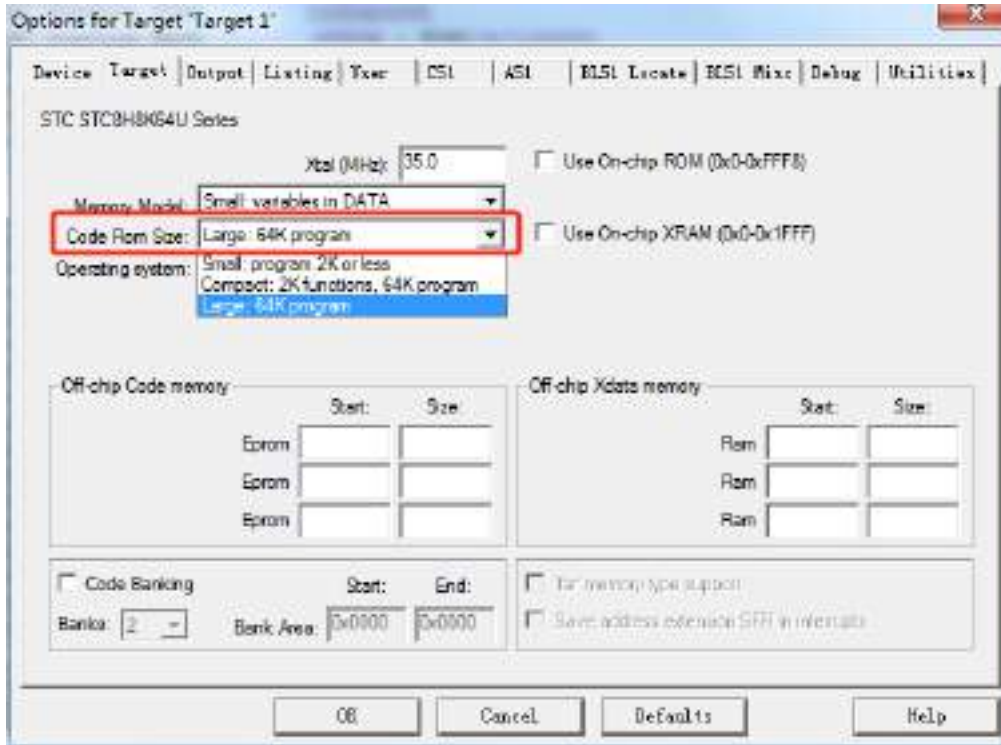 Options for Target 'Target 1'
Device Target Output Listing User C51 A51 BL51 Locate BL51 Misc Debug Utilities
STC STC8H8K64U Series
Xtal (MHz): 35.0
Use On-chip ROM (0x0-0xFFF8)
Memory Model: Small: variables in DATA
Code Rom Size: Large: 64K program
Use On-chip XRAM (0x0-0x1FFF)
Operating system:
Small: program 2K or less
Compact: 2K functions, 64K program
Large: 64K program
Off-chip Code memory
Start: Size:
Eprom
Eprom
Eprom
Off-chip Xdata memory
Start: Size:
Ram
Ram
Ram
Code Banking Start: End:
Banks: 2 Bank Area: 0x0000 0x0000
'far' memory type support
Save address extension SFR in interrupts
OK Cancel Defaults Help